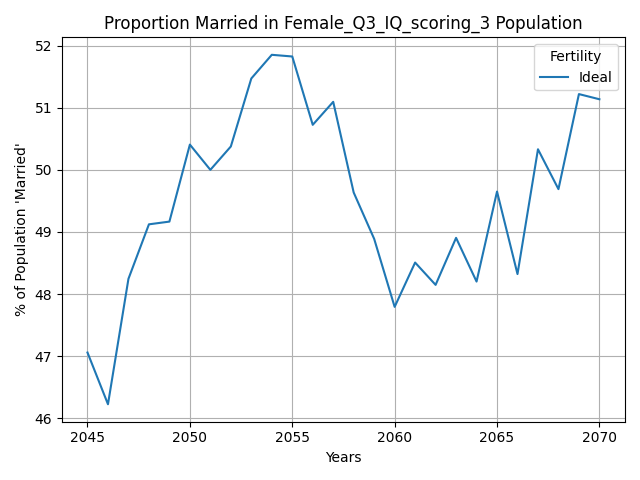 Proportion Married in Female_Q3_IQ_scoring_3 Population
Fertility
Ideal
52
51
50
49
48
47
46
% of Population 'Married'
2045 2050 2055 2060 2065 2070
Years